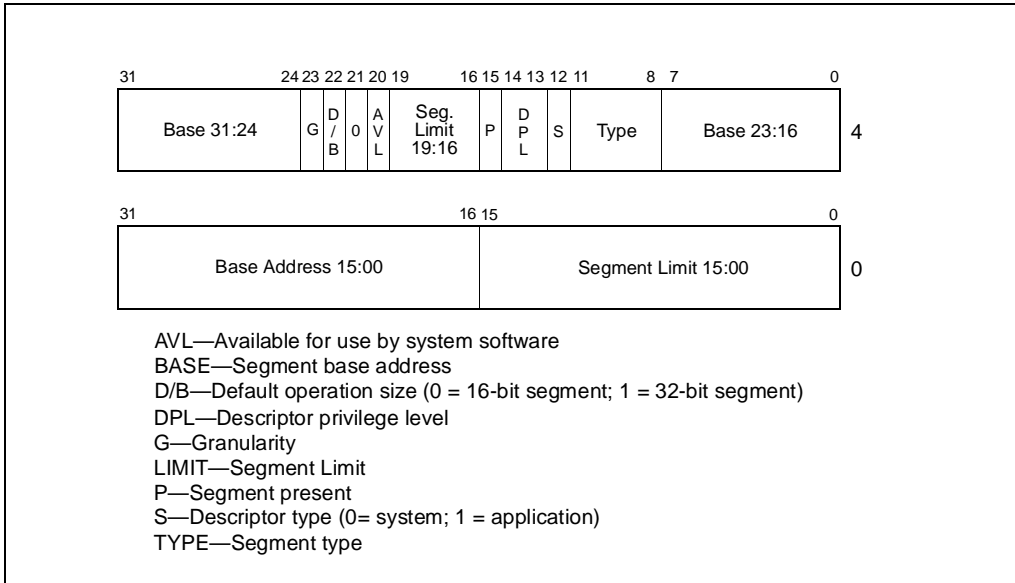 31 24 23 22 21 20 19 16 15 14 13 12 11 8 7 0
Base 31:24 G D/B 0 AVL Seg. Limit 19:16 P DPL S Type Base 23:16 4
31 16 15 0
Base Address 15:00 Segment Limit 15:00 0
AVL—Available for use by system software
BASE—Segment base address
D/B—Default operation size (0 = 16-bit segment; 1 = 32-bit segment)
DPL—Descriptor privilege level
G—Granularity
LIMIT—Segment Limit
P—Segment present
S—Descriptor type (0= system; 1 = application)
TYPE—Segment type